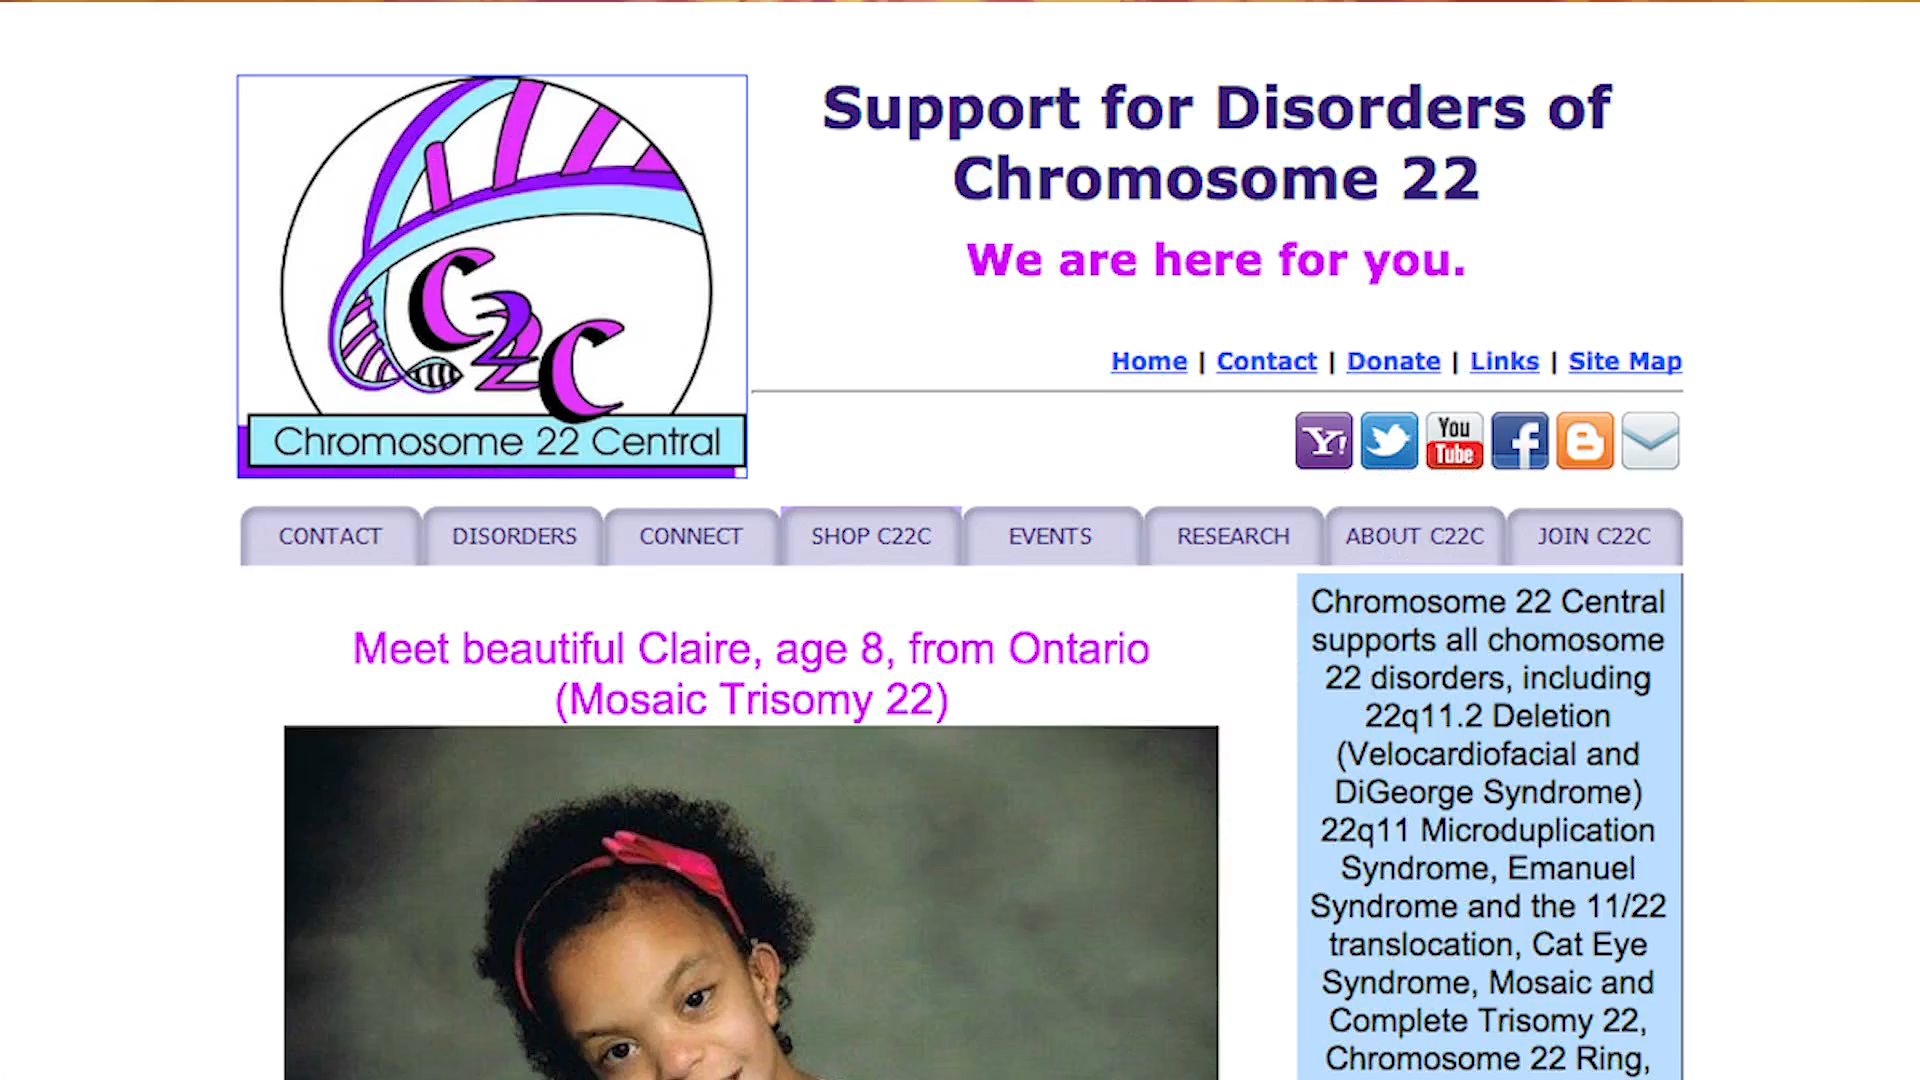 Support for Disorders of
Chromosome 22
We are here for you.
C22C
Chromosome 22 Central
Home | Contact | Donate | Links | Site Map
Y! You Tube f B
CONTACT DISORDERS CONNECT SHOP C22C EVENTS RESEARCH ABOUT C22C JOIN C22C
Meet beautiful Claire, age 8, from Ontario
(Mosaic Trisomy 22)
Chromosome 22 Central
supports all chomosome
22 disorders, including
22q11.2 Deletion
(Velocardiofacial and
DiGeorge Syndrome)
22q11 Microduplication
Syndrome, Emanuel
Syndrome and the 11/22
translocation, Cat Eye
Syndrome, Mosaic and
Complete Trisomy 22,
Chromosome 22 Ring,